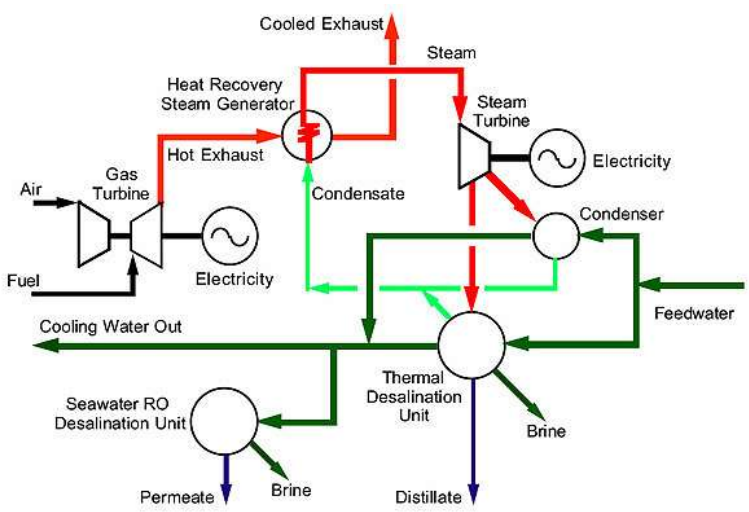 Cooled Exhaust
Steam
Heat Recovery
Steam Generator
Steam
Turbine
Hot Exhaust
Gas
Turbine
Electricity
Air
Condensate
Condenser
Electricity
Fuel
Feedwater
Cooling Water Out
Thermal
Desalination
Unit
Seawater RO
Desalination Unit
Brine
Brine
Permeate
Distillate